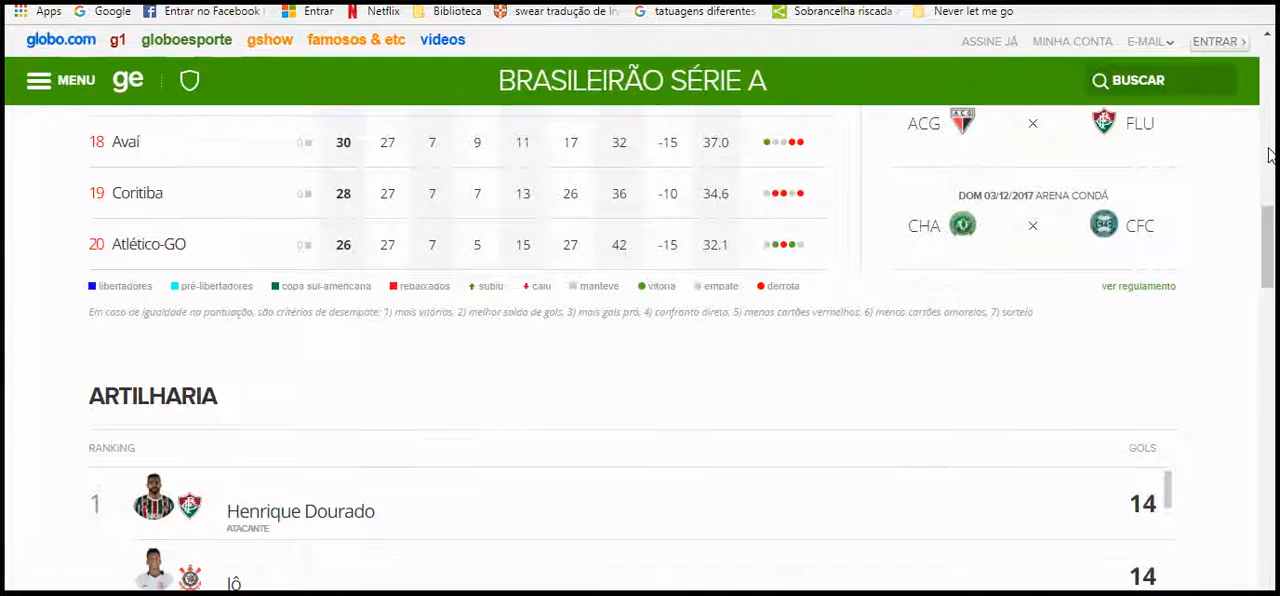 Apps Google Entrar no Facebook Entrar Netflix Biblioteca swear tradução de In tatuagens diferentes Sobrancelha riscada Never let me go
globo.com g1 globoesporte gshow famosos & etc vídeos ASSINE JÁ MINHA CONTA E-MAIL ENTRAR ›
MENU ge BRASILEIRÃO SÉRIE A BUSCAR
18 Avaí 0 30 27 7 9 11 17 32 -15 37.0
ACG × FLU
19 Coritiba 0 28 27 7 7 13 26 36 -10 34.6
DOM 03/12/2017 ARENA CONDÁ
20 Atlético-GO 0 26 27 7 5 15 27 42 -15 32.1
CHA × CFC
libertadores pré-libertadores copa sul-americana rebaixados subiu caiu manteve vitória empate derrota ver regulamento
Em caso de igualdade na pontuação, são critérios de desempate: 1) mais vitórias, 2) melhor saldo de gols, 3) mais gols pró, 4) confronto direto, 5) menos cartões vermelhos, 6) menos cartões amarelos, 7) sorteio
ARTILHARIA
RANKING GOLS
1 Henrique Dourado 14
ATACANTE
Jô 14